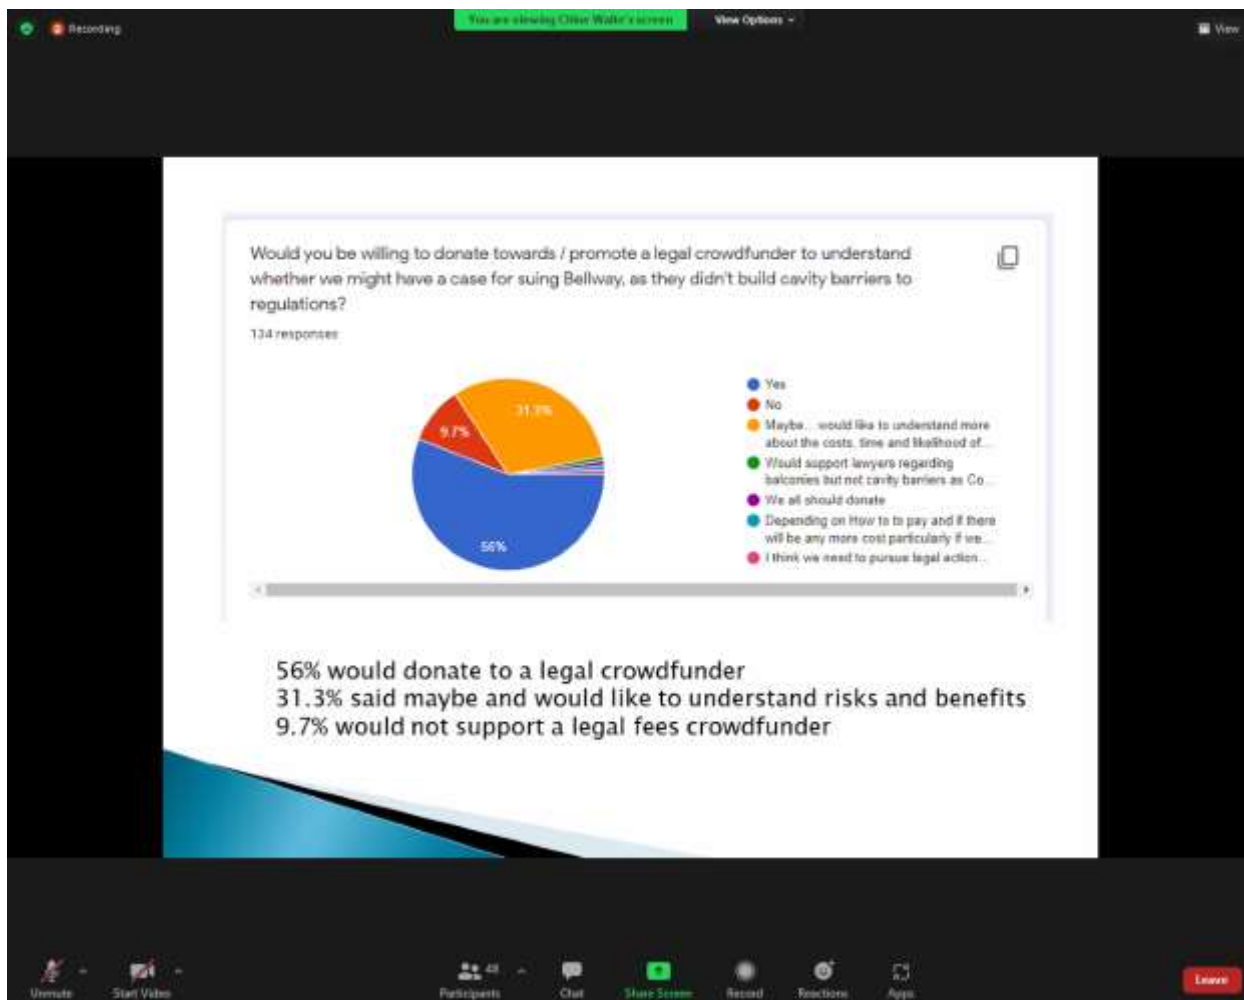 Recording
You are viewing Chloe Waite's screen
View Options
View
Would you be willing to donate towards / promote a legal crowdfunder to understand
whether we might have a case for suing Bellway, as they didn't build cavity barriers to
regulations?
134 responses
31.3%
9.7%
56%
Yes
No
Maybe... would like to understand more
about the costs, time and likelihood of...
Would support lawyers regarding
balconies but not cavity barriers as Co...
We all should donate
Depending on How to to pay and if there
will be any more cost particularly if we...
I think we need to pursue legal action...
56% would donate to a legal crowdfunder
31.3% said maybe and would like to understand risks and benefits
9.7% would not support a legal fees crowdfunder
Unmute
Start Video
48
Participants
Chat
Share Screen
Record
Reactions
Apps
Leave